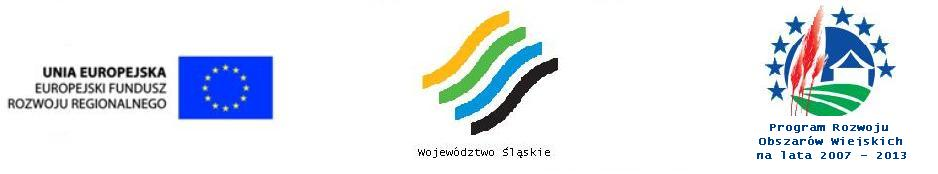 UNIA EUROPEJSKA
EUROPEJSKI FUNDUSZ
ROZWOJU REGIONALNEGO
Województwo Śląskie
Program Rozwoju
Obszarów Wiejskich
na lata 2007 – 2013